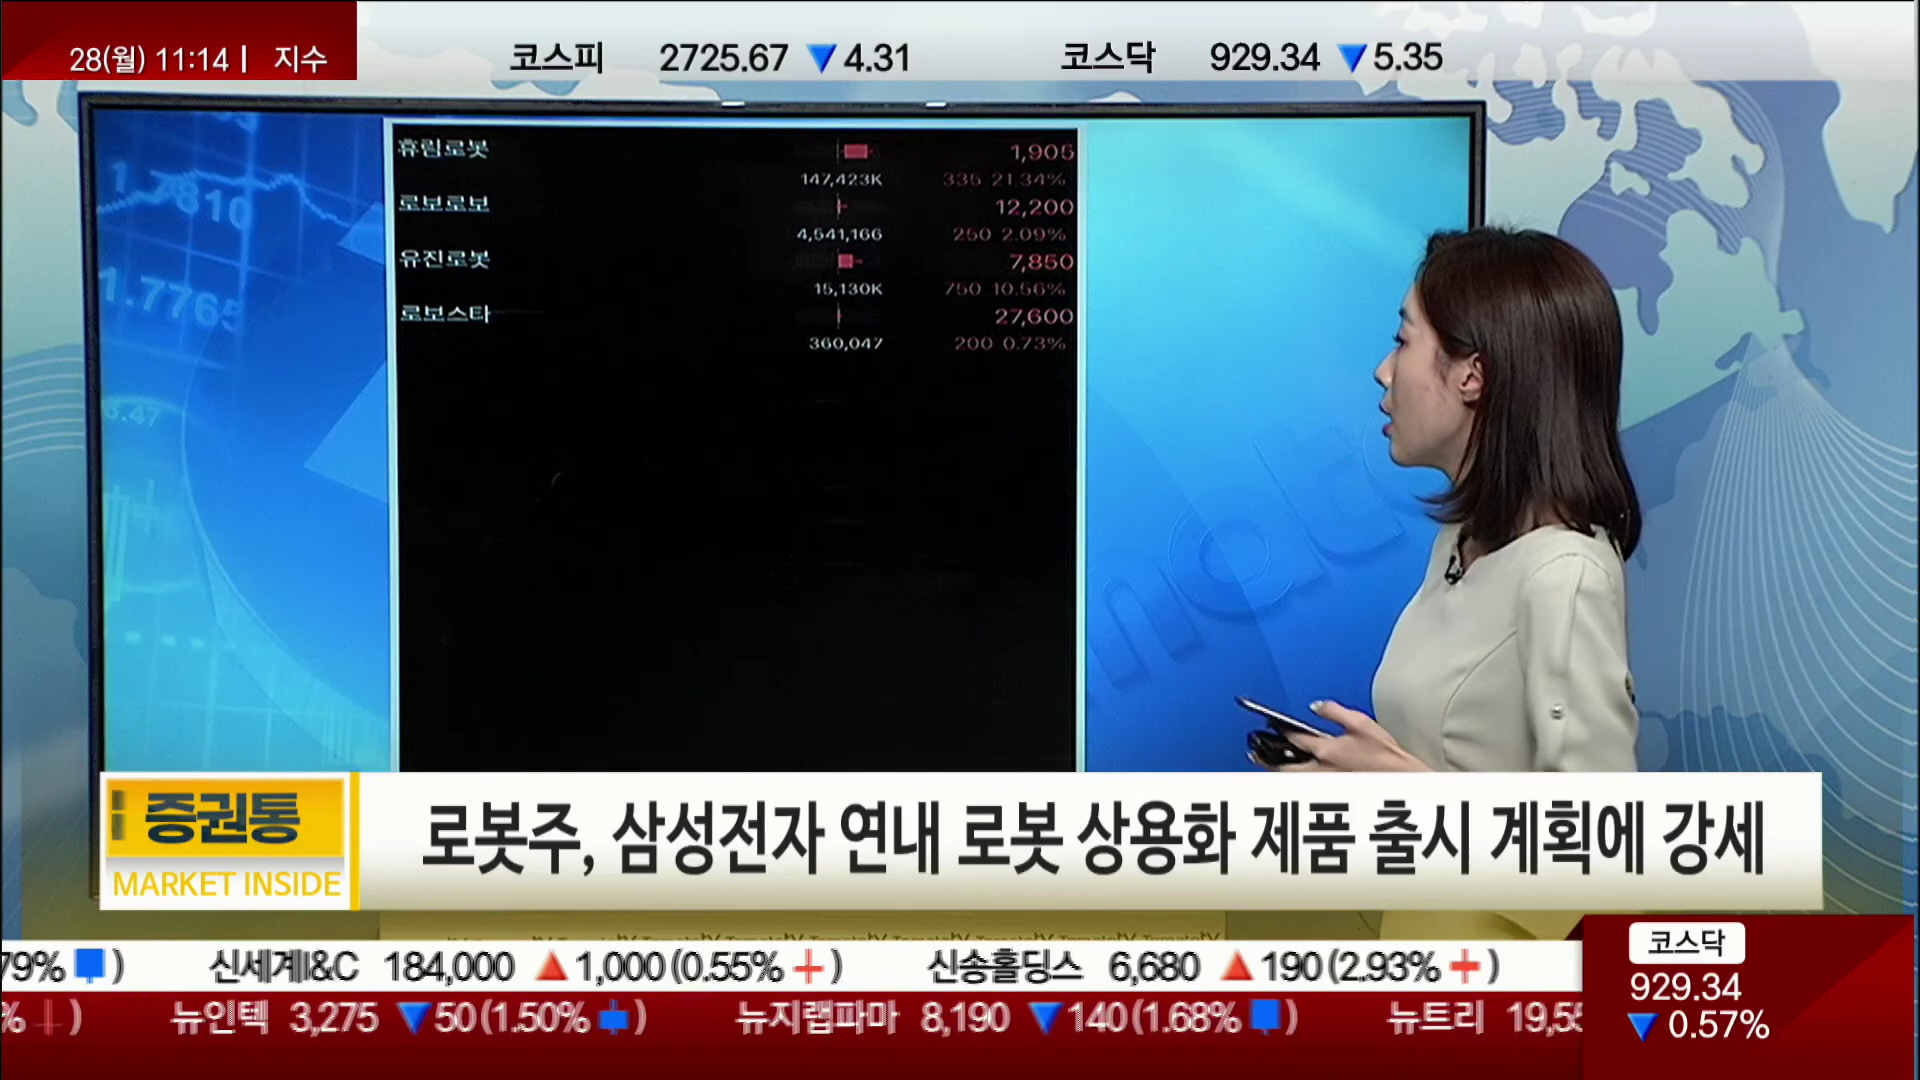 28(월) 11:14 | 지수 코스피 2725.67 ▼ 4.31 코스닥 929.34 ▼ 5.35
1.7810
1.7765
휴림로봇 1,905
147,423K 335 21.34%
로보로보 12,200
4,541,166 250 2.09%
유진로봇 7,850
15,130K 750 10.56%
로보스타 27,600
360,047 200 0.73%
증권통
MARKET INSIDE
로봇주, 삼성전자 연내 로봇 상용화 제품 출시 계획에 강세
79% ) 신세계I&C 184,000 ▲ 1,000 (0.55% ) 신송홀딩스 6,680 ▲ 190 (2.93% )
% ) 뉴인텍 3,275 ▼ 50 (1.50% ) 뉴지랩파마 8,190 ▼ 140 (1.68% ) 뉴트리 19,55
코스닥
929.34
▼ 0.57%